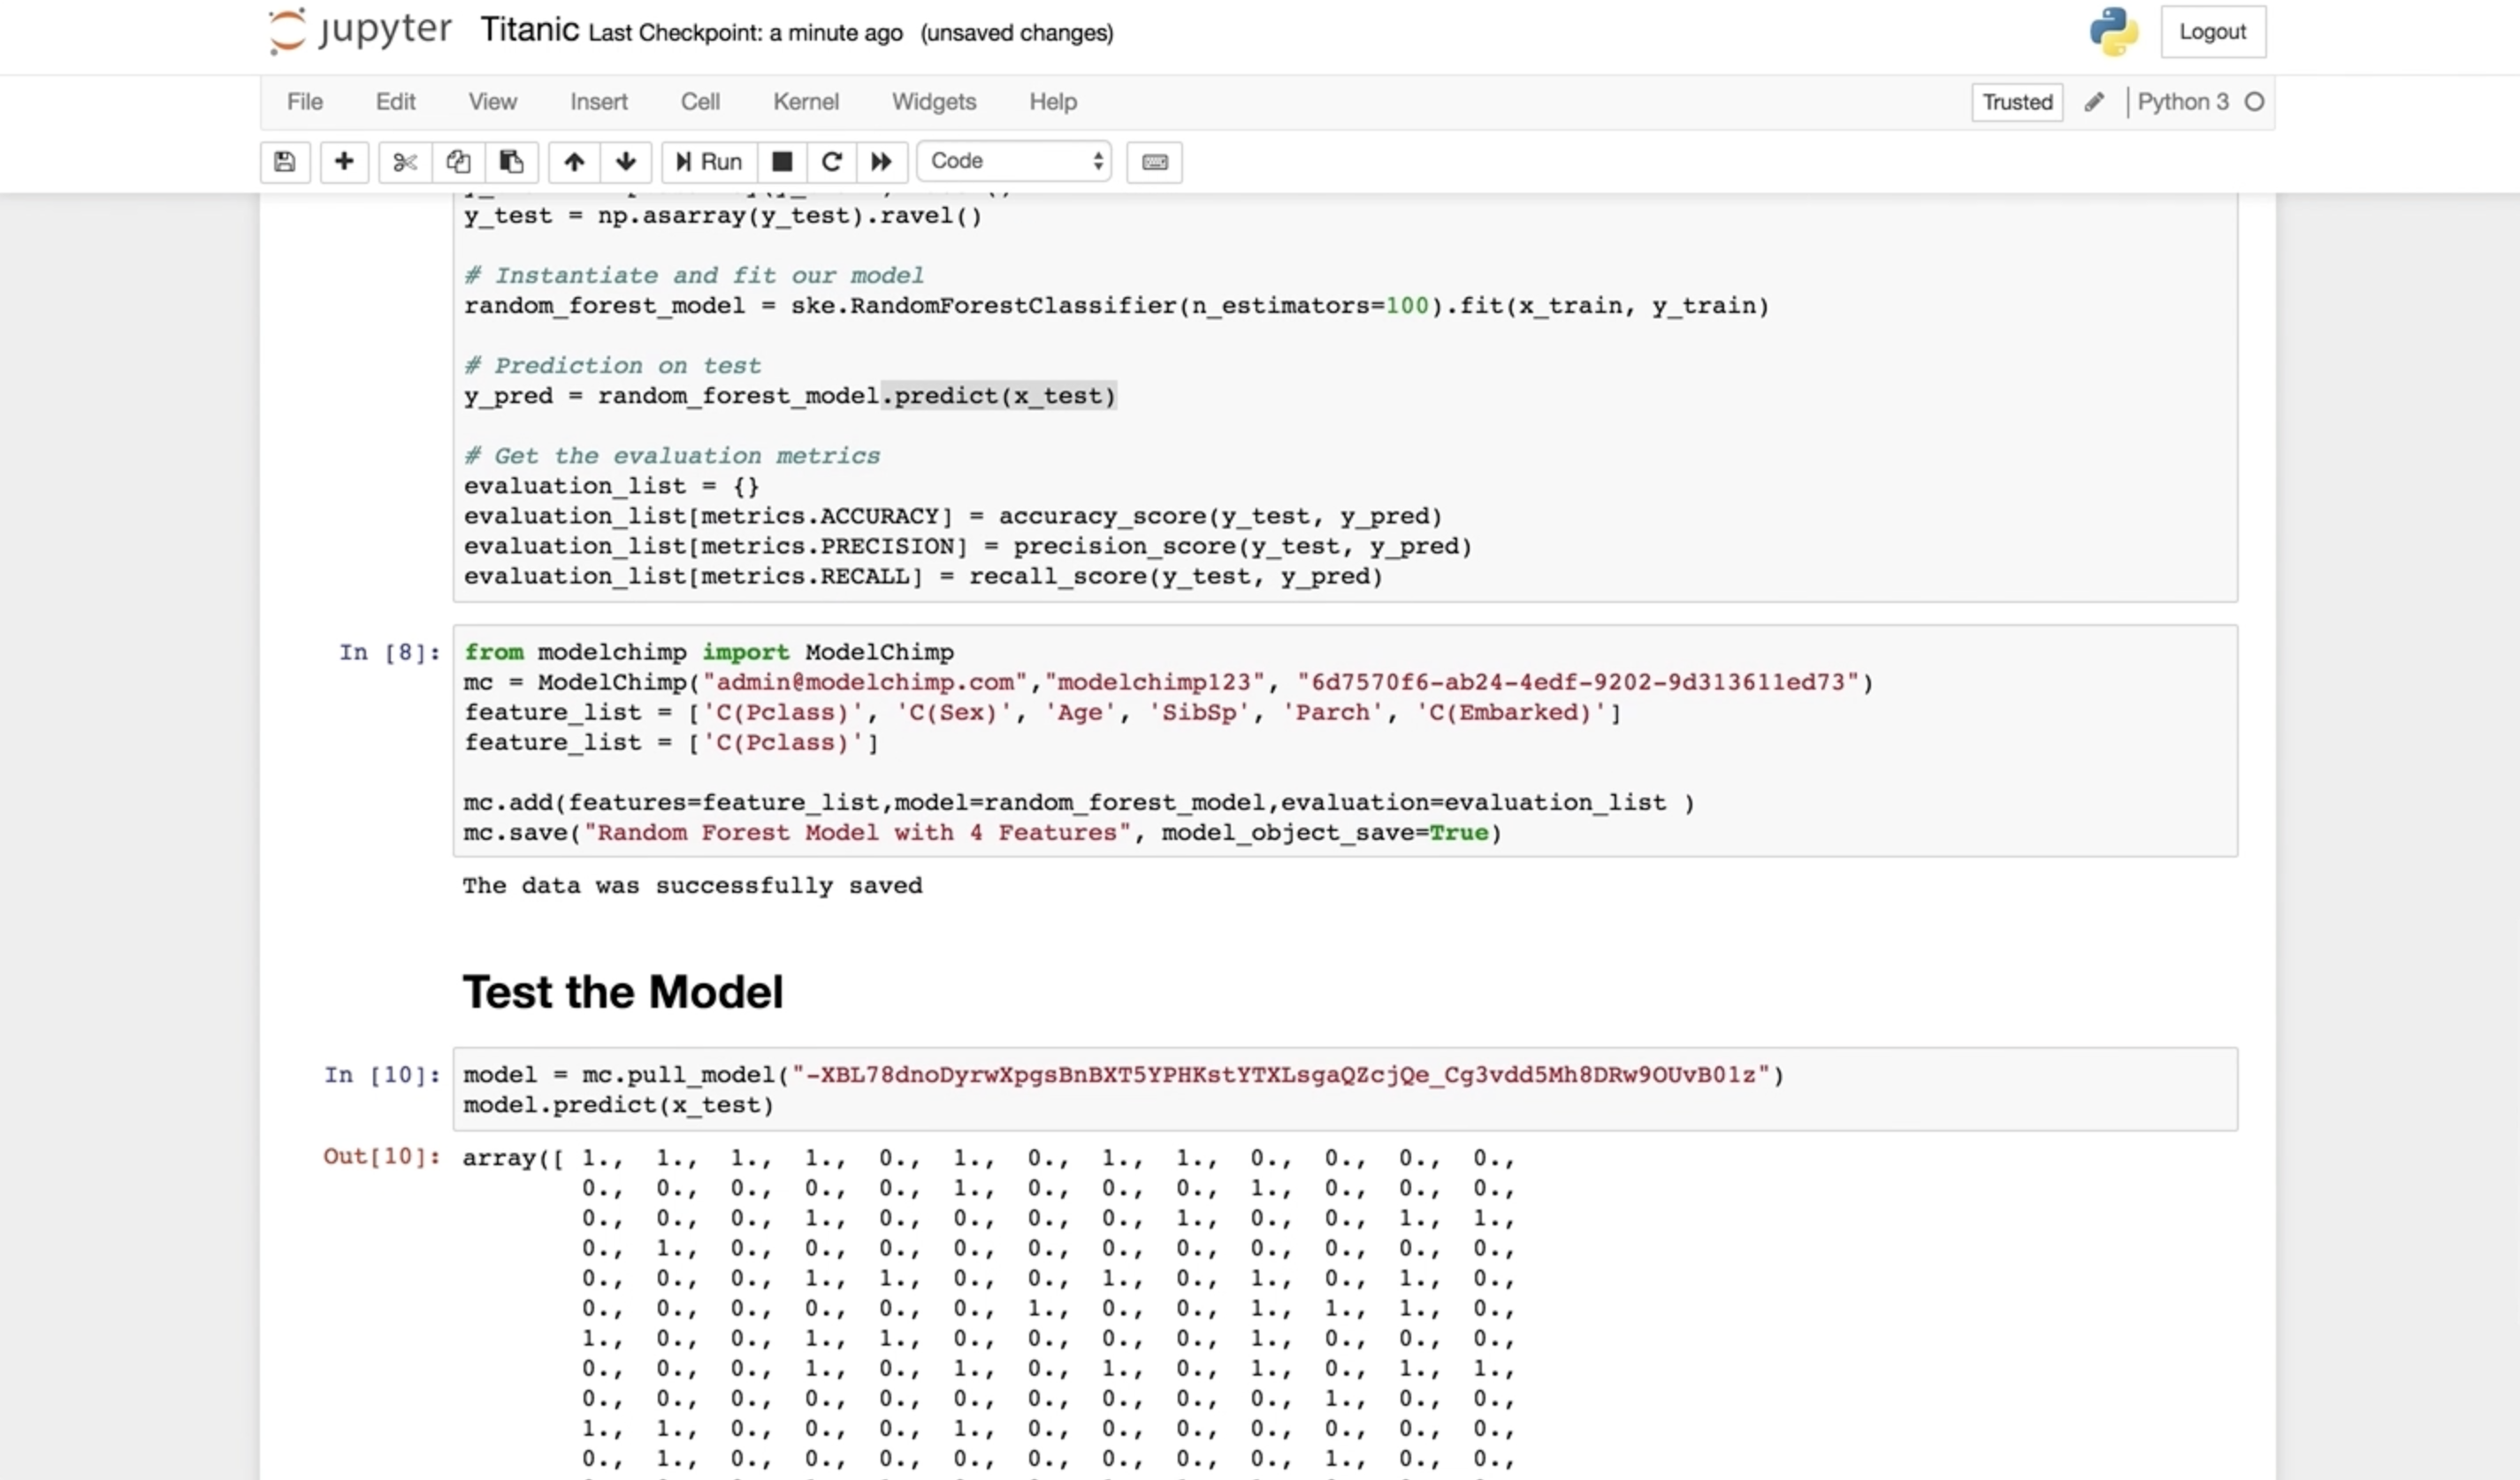 jupyter Titanic Last Checkpoint: a minute ago (unsaved changes) Logout
File Edit View Insert Cell Kernel Widgets Help Trusted Python 3
Run Code
y_test = np.asarray(y_test).ravel()
# Instantiate and fit our model
random_forest_model = ske.RandomForestClassifier(n_estimators=100).fit(x_train, y_train)
# Prediction on test
y_pred = random_forest_model.predict(x_test)
# Get the evaluation metrics
evaluation_list = {}
evaluation_list[metrics.ACCURACY] = accuracy_score(y_test, y_pred)
evaluation_list[metrics.PRECISION] = precision_score(y_test, y_pred)
evaluation_list[metrics.RECALL] = recall_score(y_test, y_pred)
In [8]: from modelchimp import ModelChimp
mc = ModelChimp("admin@modelchimp.com","modelchimp123", "6d7570f6-ab24-4edf-9202-9d313611ed73")
feature_list = ['C(Pclass)', 'C(Sex)', 'Age', 'SibSp', 'Parch', 'C(Embarked)']
feature_list = ['C(Pclass)']
mc.add(features=feature_list,model=random_forest_model,evaluation=evaluation_list )
mc.save("Random Forest Model with 4 Features", model_object_save=True)
The data was successfully saved
Test the Model
In [10]: model = mc.pull_model("-XBL78dnoDyrwXpgsBnBXT5YPHKstYTXLsgaQZcjQe_Cg3vdd5Mh8DRw9OUvB01z")
model.predict(x_test)
Out[10]: array([ 1., 1., 1., 1., 0., 1., 0., 1., 1., 0., 0., 0., 0.,
0., 0., 0., 0., 0., 1., 0., 0., 0., 1., 0., 0., 0.,
0., 0., 0., 1., 0., 0., 0., 0., 1., 0., 0., 1., 1.,
0., 1., 0., 0., 0., 0., 0., 0., 0., 0., 0., 0., 0.,
0., 0., 0., 1., 1., 0., 0., 1., 0., 1., 0., 1., 0.,
0., 0., 0., 0., 0., 0., 1., 0., 0., 1., 1., 1., 0.,
1., 0., 0., 1., 1., 0., 0., 0., 0., 1., 0., 0., 0.,
0., 0., 0., 1., 0., 1., 0., 1., 0., 1., 0., 1., 1.,
0., 0., 0., 0., 0., 0., 0., 0., 0., 0., 1., 0., 0.,
1., 1., 0., 0., 0., 1., 0., 0., 0., 0., 0., 0., 0.,
0., 1., 0., 0., 0., 0., 0., 0., 0., 0., 1., 0., 0.,